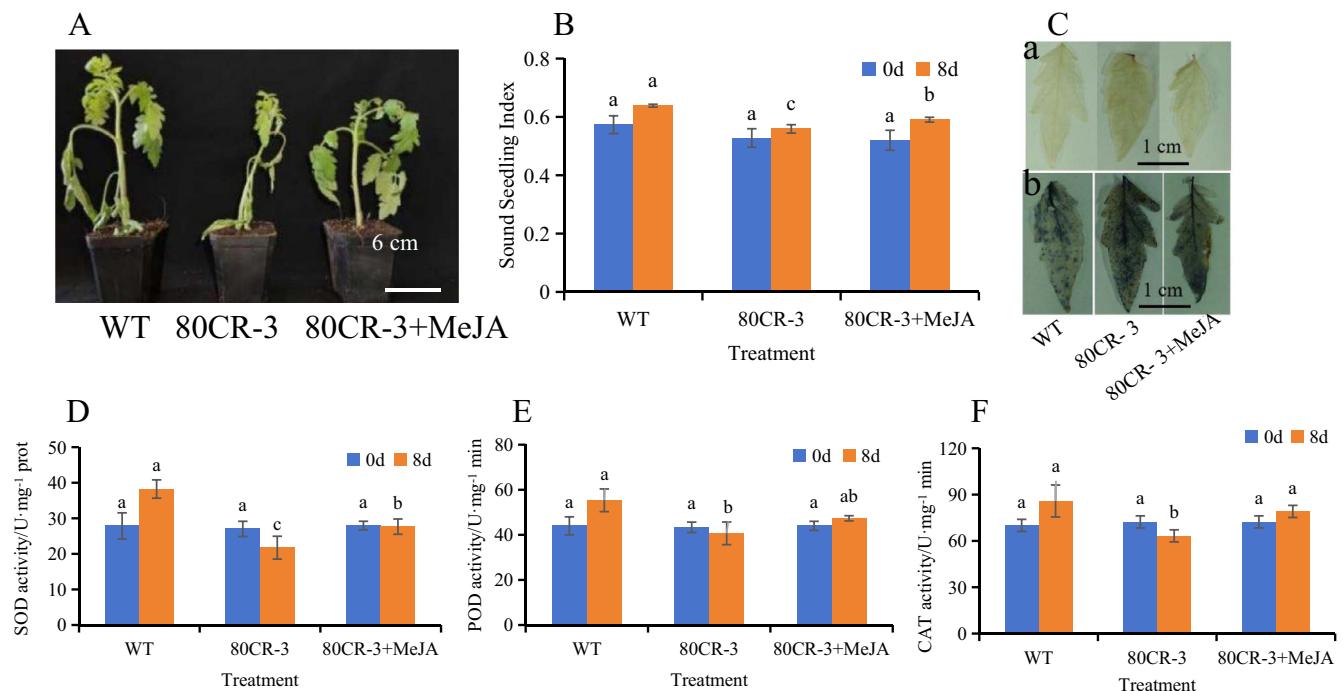 A
6 cm
WT 80CR-3 80CR-3+MeJA
B
Sound Seedling Index
0.8
0.6
0.4
0.2
0
0d 8d
a a a c a b
WT 80CR-3 80CR-3+MeJA
Treatment
C
a
1 cm
b
1 cm
WT
80CR- 3
80CR- 3+MeJA
D
SOD activity/U·mg⁻¹ prot
50
40
30
20
10
0
0d 8d
a a a c a b
WT 80CR-3 80CR-3+MeJA
Treatment
E
POD activity/U·mg⁻¹ min
80
60
40
20
0
0d 8d
a a a b a ab
WT 80CR-3 80CR-3+MeJA
Treatment
F
CAT activity/U·mg⁻¹ min
120
90
60
30
0
0d 8d
a a a b a a
WT 80CR-3 80CR-3+MeJA
Treatment